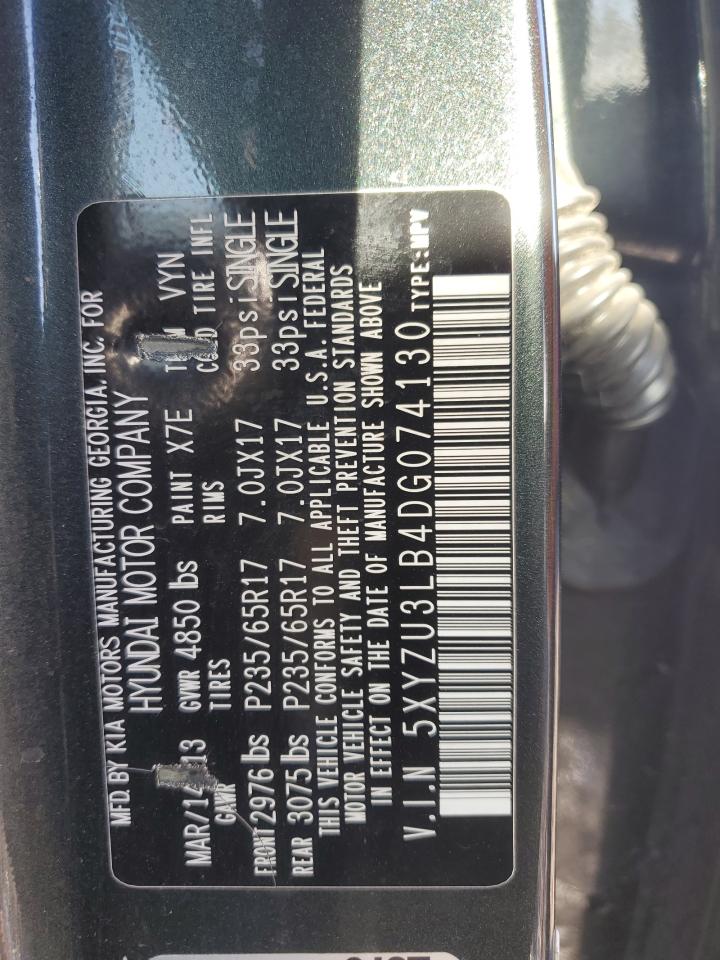 MFD. BY KIA MOTORS MANUFACTURING GEORGIA, INC. FOR
HYUNDAI MOTOR COMPANY
GVWR 4850 lbs PAINT X7E VYN
GAWR TIRES RIMS COLD TIRE INFL
FRONT 2976 lbs P235/65R17 7.0JX17 33psi SINGLE
REAR 3075 lbs P235/65R17 7.0JX17 33psi SINGLE
THIS VEHICLE CONFORMS TO ALL APPLICABLE U.S.A. FEDERAL
MOTOR VEHICLE SAFETY AND THEFT PREVENTION STANDARDS
IN EFFECT ON THE DATE OF MANUFACTURE SHOWN ABOVE
V.I.N 5XYZU3LB4DG074130 TYPE:MPV